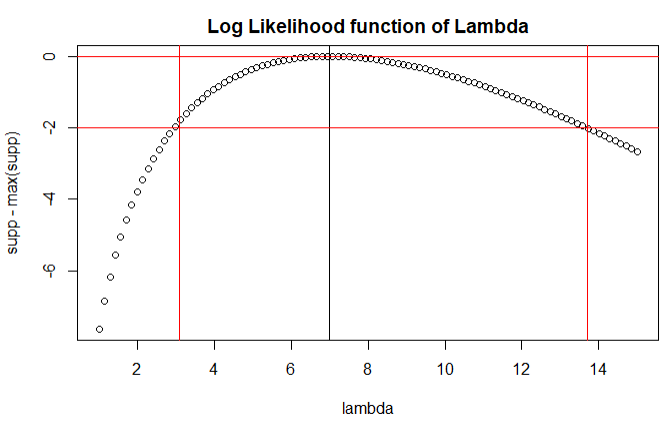 Log Likelihood function of Lambda
supp - max(supp)
0
-2
-4
-6
2 4 6 8 10 12 14
lambda